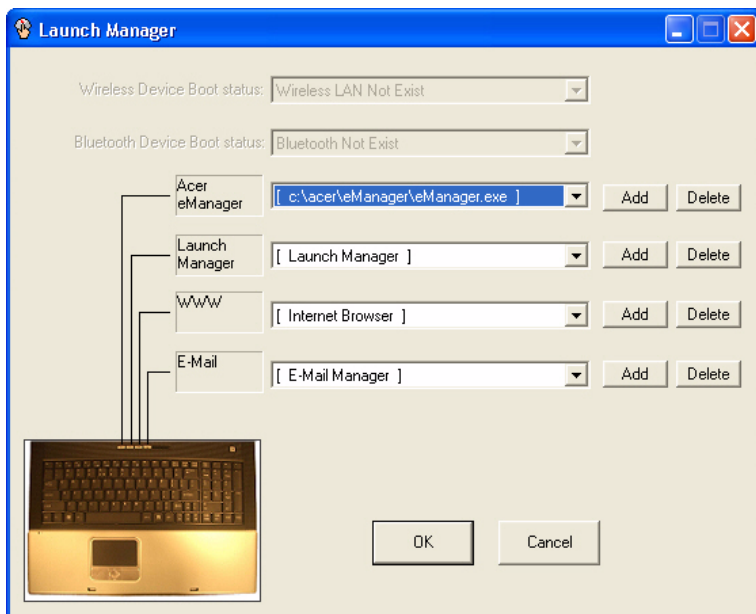 Launch Manager
Wireless Device Boot status: Wireless LAN Not Exist
Bluetooth Device Boot status: Bluetooth Not Exist
Acer
eManager
[ c:\acer\eManager\eManager.exe ] Add Delete
Launch
Manager
[ Launch Manager ] Add Delete
WWW
[ Internet Browser ] Add Delete
E-Mail
[ E-Mail Manager ] Add Delete
OK Cancel